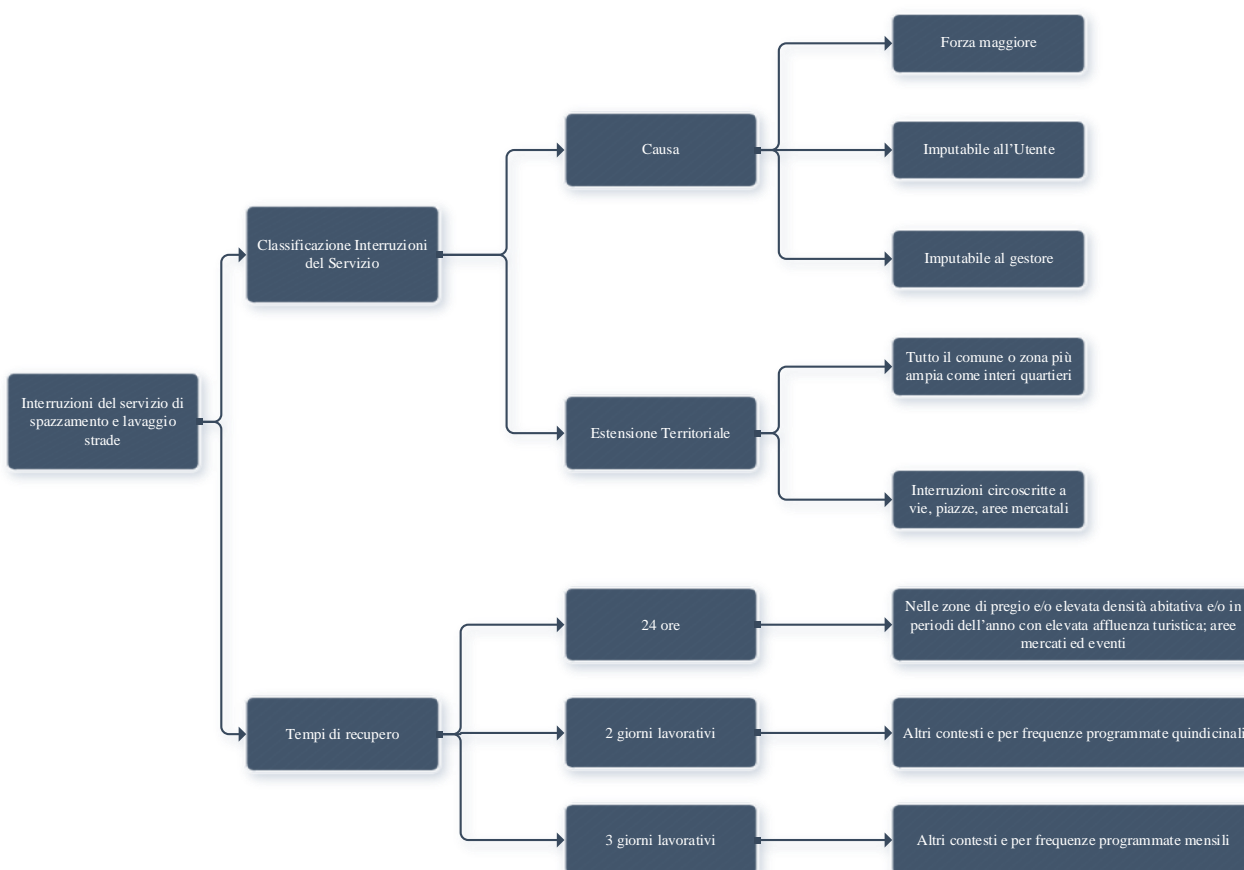 Interruzioni del servizio di
spazzamento e lavaggio
strade
Classificazione Interruzioni
del Servizio
Causa
Forza maggiore
Imputabile all’Utente
Imputabile al gestore
Estensione Territoriale
Tutto il comune o zona più
ampia come interi quartieri
Interruzioni circoscritte a
vie, piazze, aree mercatali
Tempi di recupero
24 ore
Nelle zone di pregio e/o elevata densità abitativa e/o in
periodi dell’anno con elevata affluenza turistica; aree
mercati ed eventi
2 giorni lavorativi
Altri contesti e per frequenze programmate quindicinali
3 giorni lavorativi
Altri contesti e per frequenze programmate mensili